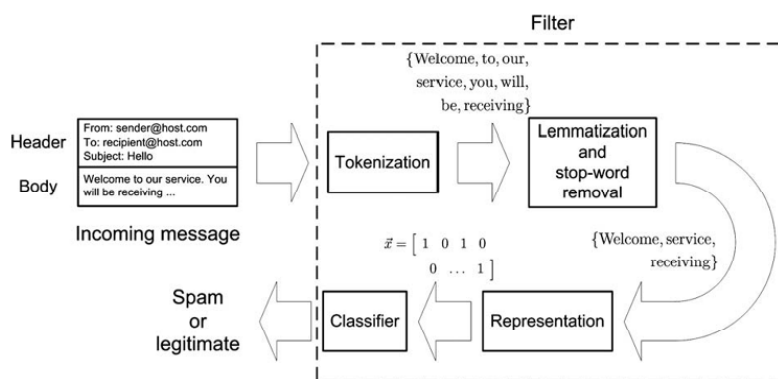 Filter
{Welcome, to, our,
service, you, will,
be, receiving}
Header
From: sender@host.com
To: recipient@host.com
Subject: Hello
Body
Welcome to our service. You
will be receiving ...
Incoming message
Tokenization
Lemmatization
and
stop-word
removal
{Welcome, service,
receiving}
x⃗ = [ 1 0 1 0
0 ... 1 ]
Representation
Classifier
Spam
or
legitimate